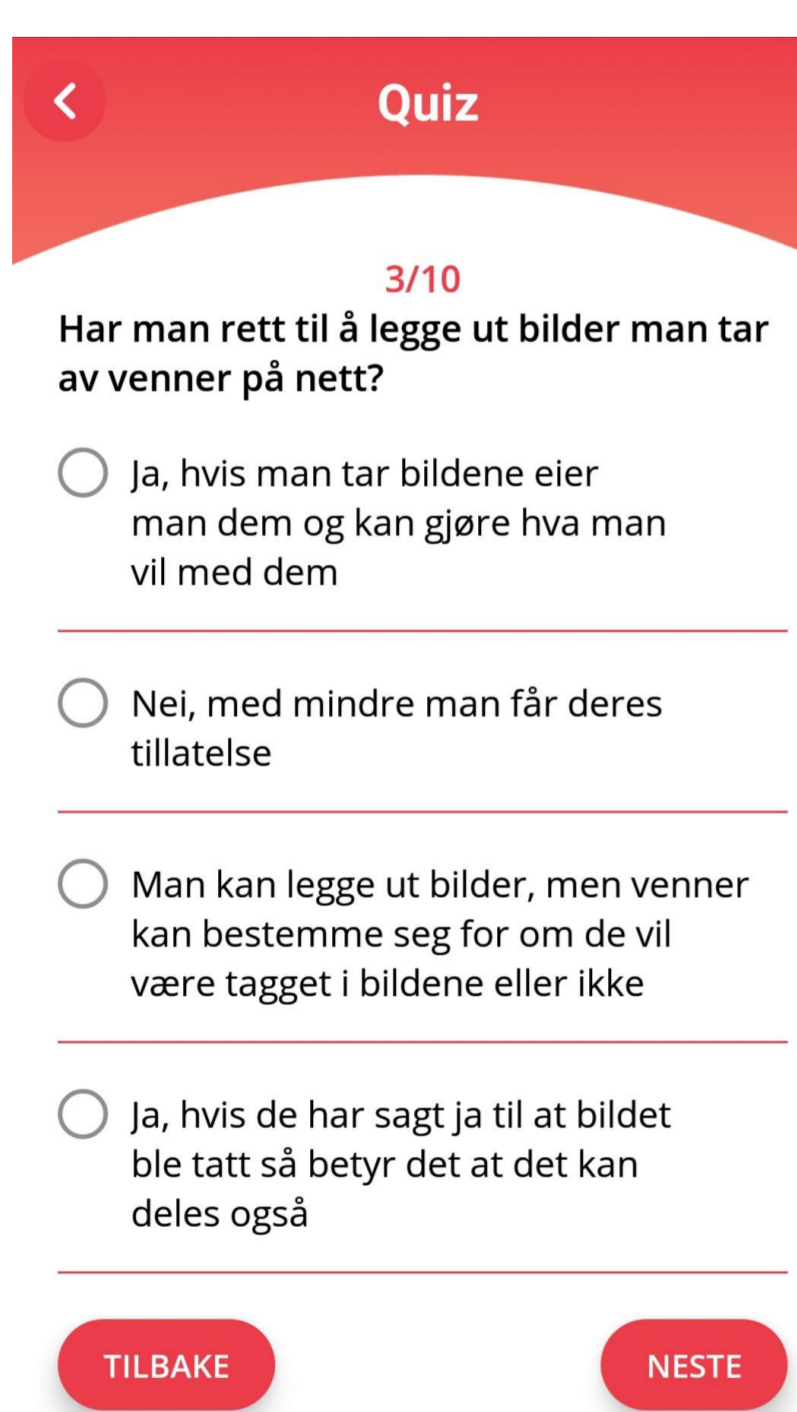 Quiz
3/10
Har man rett til å legge ut bilder man tar
av venner på nett?
Ja, hvis man tar bildene eier
man dem og kan gjøre hva man
vil med dem
Nei, med mindre man får deres
tillatelse
Man kan legge ut bilder, men venner
kan bestemme seg for om de vil
være tagget i bildene eller ikke
Ja, hvis de har sagt ja til at bildet
ble tatt så betyr det at det kan
deles også
TILBAKE
NESTE